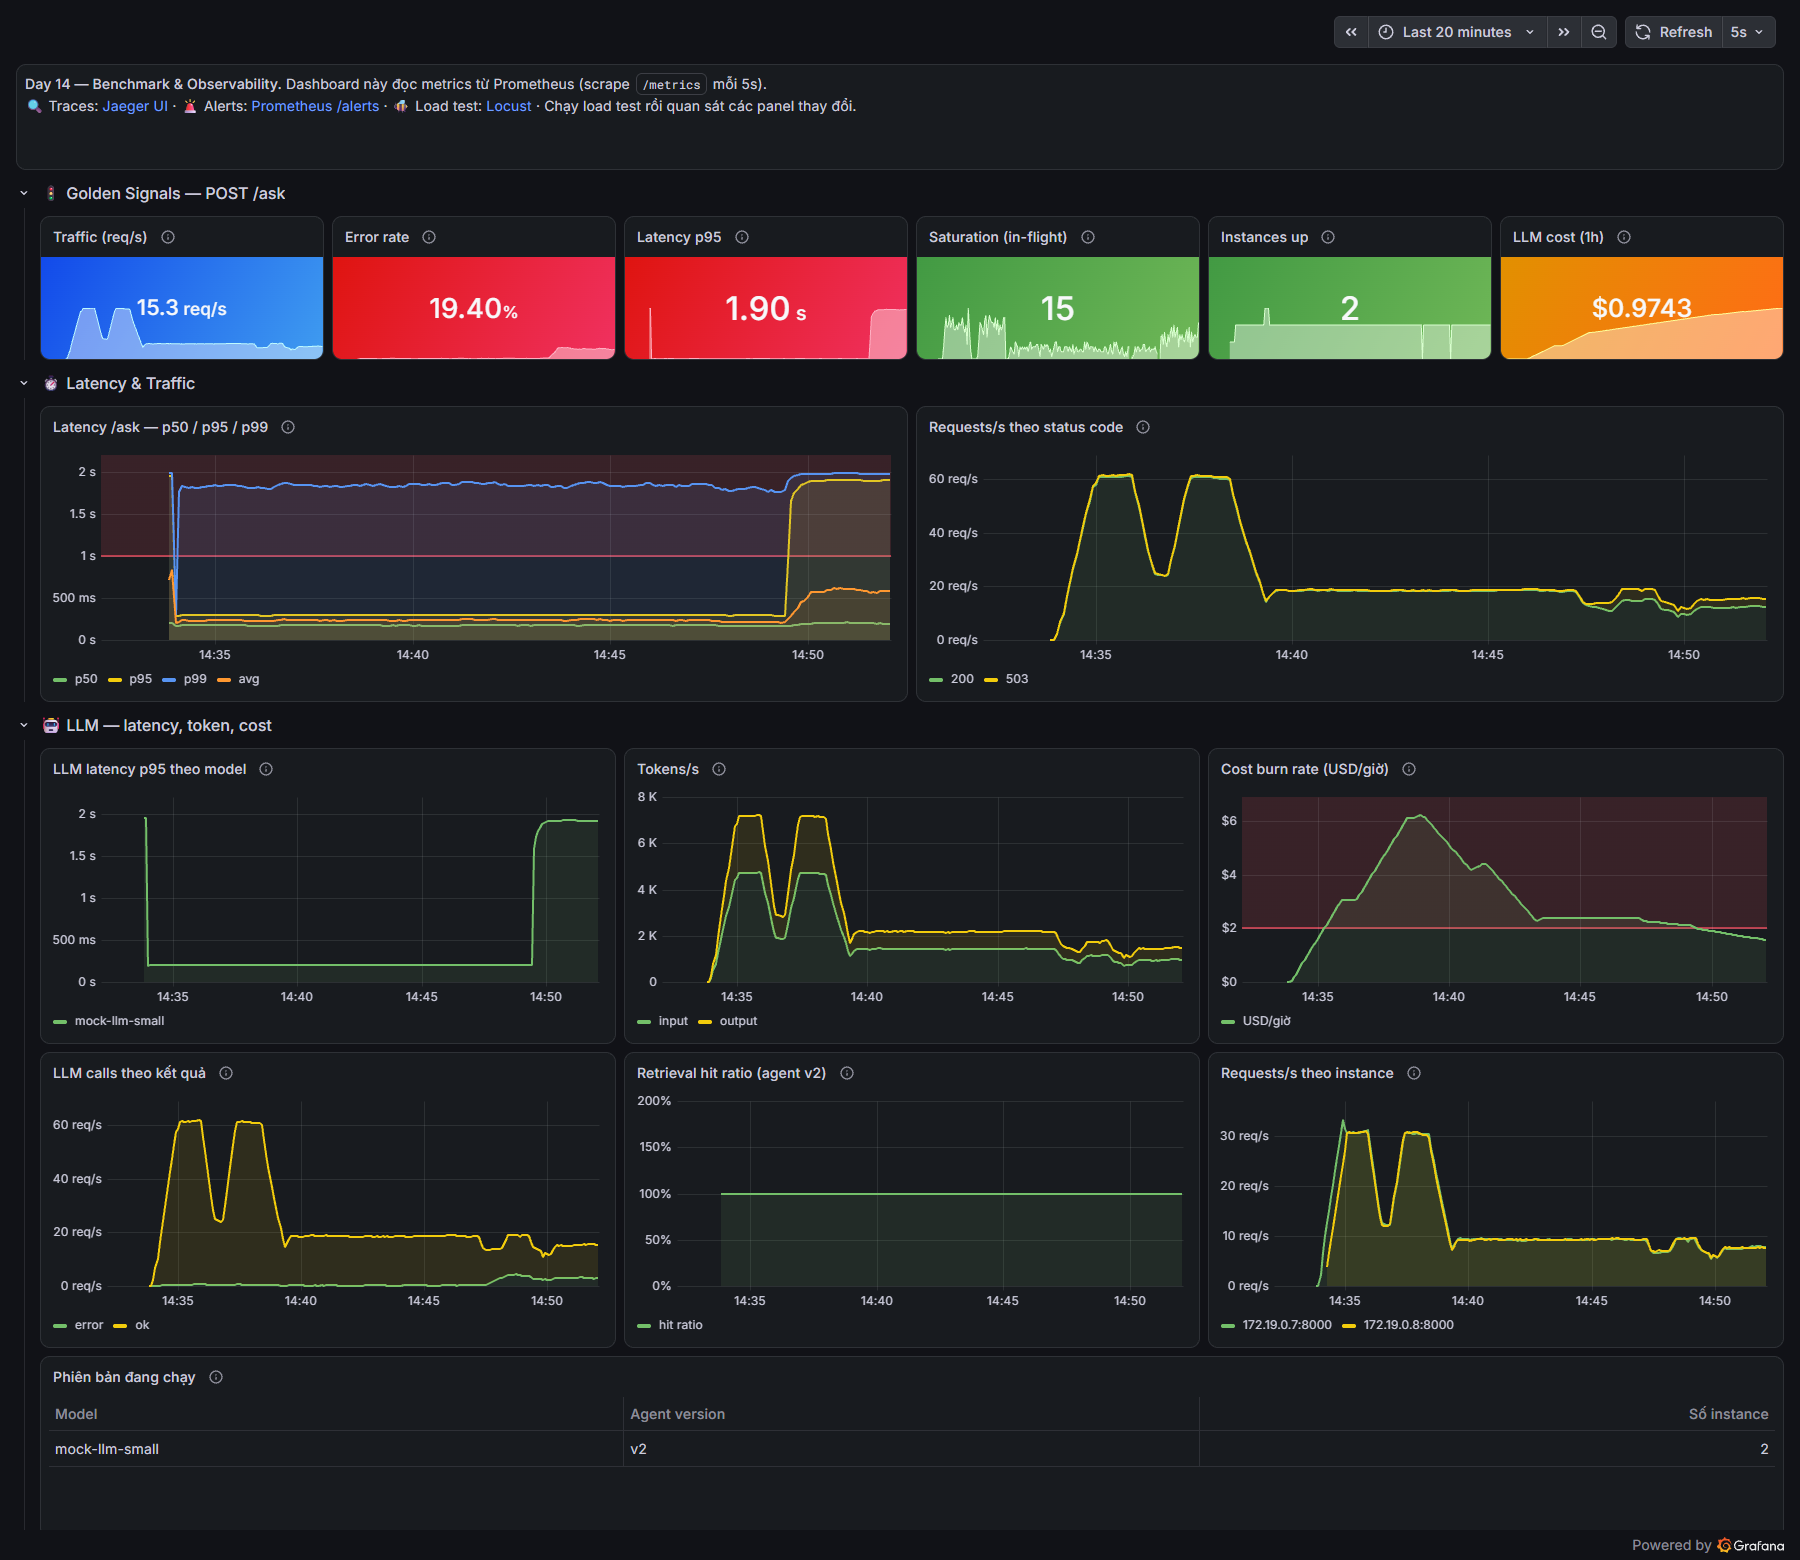 Last 20 minutes
Refresh
5s
Day 14 — Benchmark & Observability. Dashboard này đọc metrics từ Prometheus (scrape /metrics mỗi 5s).
Traces: Jaeger UI · Alerts: Prometheus /alerts · Load test: Locust · Chạy load test rồi quan sát các panel thay đổi.
Golden Signals — POST /ask
Traffic (req/s)
15.3 req/s
Error rate
19.40%
Latency p95
1.90 s
Saturation (in-flight)
15
Instances up
2
LLM cost (1h)
$0.9743
Latency & Traffic
Latency /ask — p50 / p95 / p99
2 s
1.5 s
1 s
500 ms
0 s
14:35 14:40 14:45 14:50
p50 p95 p99 avg
Requests/s theo status code
60 req/s
40 req/s
20 req/s
0 req/s
14:35 14:40 14:45 14:50
200 503
LLM — latency, token, cost
LLM latency p95 theo model
2 s
1.5 s
1 s
500 ms
0 s
14:35 14:40 14:45 14:50
mock-llm-small
Tokens/s
8 K
6 K
4 K
2 K
0
14:35 14:40 14:45 14:50
input output
Cost burn rate (USD/giờ)
$6
$4
$2
$0
14:35 14:40 14:45 14:50
USD/giờ
LLM calls theo kết quả
60 req/s
40 req/s
20 req/s
0 req/s
14:35 14:40 14:45 14:50
error ok
Retrieval hit ratio (agent v2)
200%
150%
100%
50%
0%
14:35 14:40 14:45 14:50
hit ratio
Requests/s theo instance
30 req/s
20 req/s
10 req/s
0 req/s
14:35 14:40 14:45 14:50
172.19.0.7:8000 172.19.0.8:8000
Phiên bản đang chạy
Model Agent version Số instance
mock-llm-small v2 2
Powered by Grafana